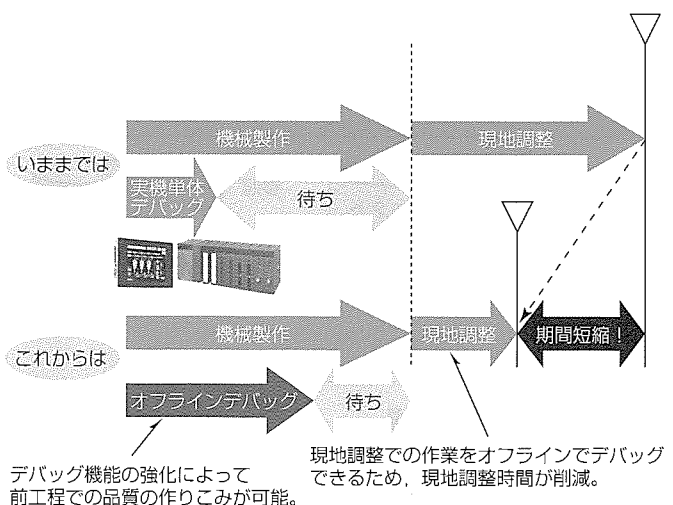 機械製作
現地調整
いままでは
実機単体
デバッグ
待ち
機械製作
現地調整
期間短縮！
これからは
オフラインデバッグ
待ち
デバッグ機能の強化によって
前工程での品質の作りこみが可能。
現地調整での作業をオフラインでデバッグ
できるため，現地調整時間が削減。